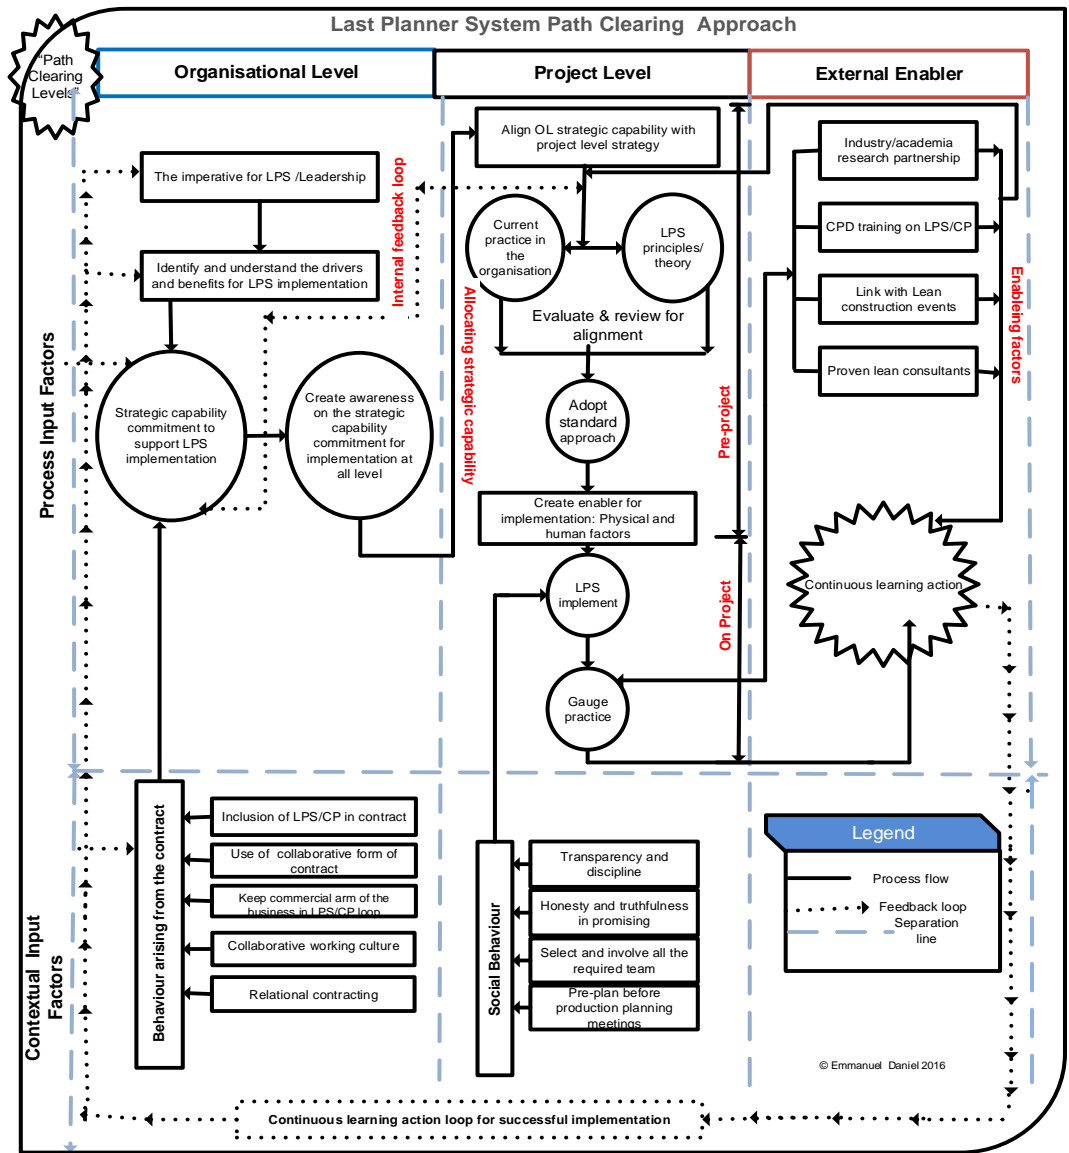 Last Planner System Path Clearing Approach
"Path
Clearing
Levels"
Organisational Level
Project Level
External Enabler
Process Input Factors
The imperative for LPS /Leadership
Identify and understand the drivers
and benefits for LPS implementation
Strategic capability
commitment to
support LPS
implementation
Create awareness on the strategic
capability
commitment for
implementation at
all level
Internal feedback loop
Allocating strategic capability
Align OL strategic capability with
project level strategy
Current
practice in
the
organisation
LPS
principles/
theory
Evaluate & review for
alignment
Adopt
standard
approach
Create enabler for
implementation: Physical and
human factors
LPS
implement
Gauge
practice
Pre-project
On Project
Industry/academia
research partnership
CPD training on LPS/CP
Link with Lean
construction events
Proven lean consultants
Enableing factors
Continuous learning action
Contextual Input
Factors
Behaviour arising from the contract
Inclusion of LPS/CP in contract
Use of collaborative form of
contract
Keep commercial arm of the
business in LPS/CP loop
Collaborative working culture
Relational contracting
Social Behaviour
Transparency and
discipline
Honesty and truthfulness
in promising
Select and involve all the
required team
Pre-plan before
production planning
meetings
Legend
Process flow
Feedback loop
Separation
line
© Emmanuel Daniel 2016
Continuous learning action loop for successful implementation